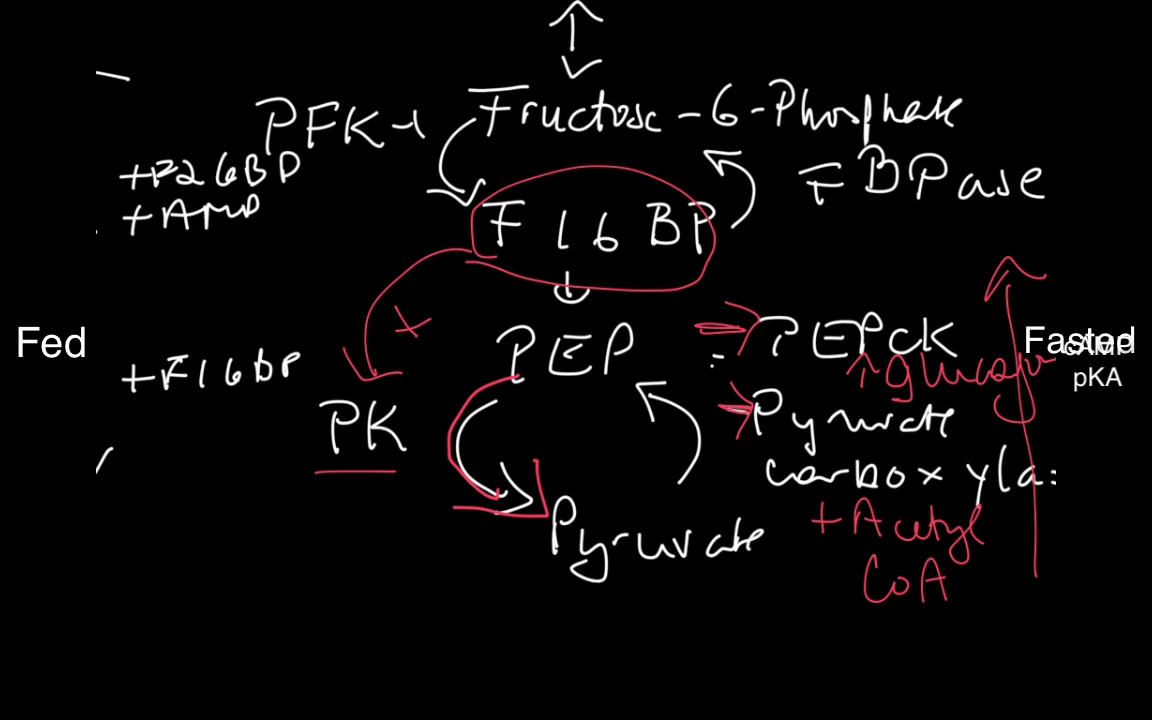 PFK-1 Fructose-6-Phosphate
+F26BP
+AMP
FBPase
F16BP
+
Fed
PEP
PEPCK
Fasted
cAMP
pKA
+F16bP
↑glucagon
PK
Pyruvate
carboxyla
Pyruvate
+Acetyl
CoA